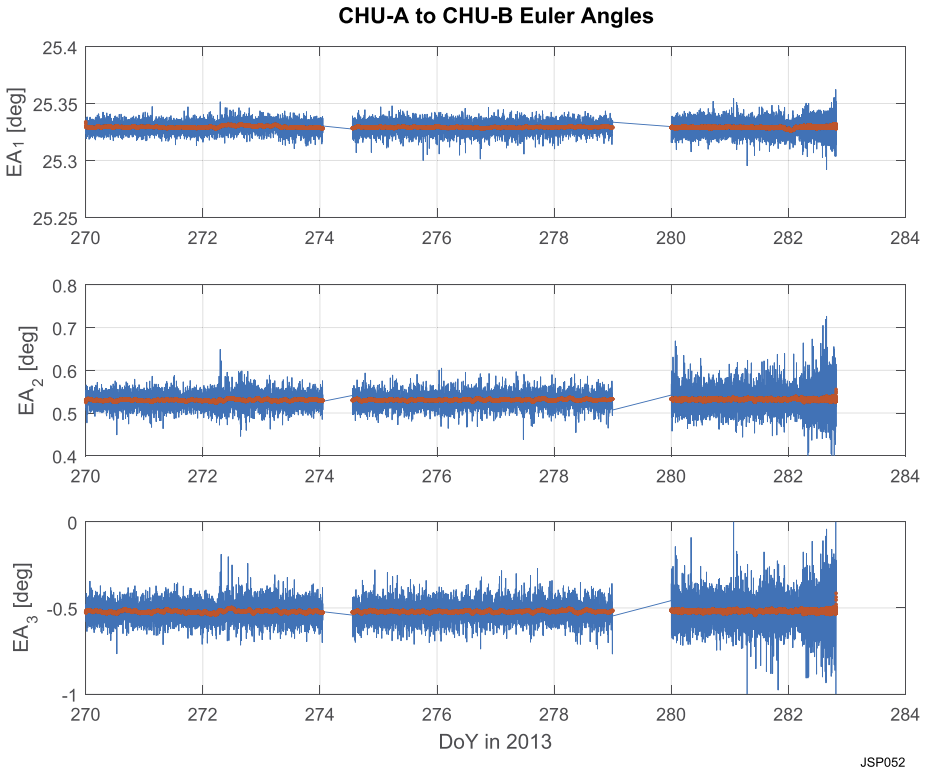 CHU-A to CHU-B Euler Angles
25.4
25.35
25.3
25.25
EA1 [deg]
270 272 274 276 278 280 282 284
0.8
0.7
0.6
0.5
0.4
EA2 [deg]
270 272 274 276 278 280 282 284
0
-0.5
-1
EA3 [deg]
270 272 274 276 278 280 282 284
DoY in 2013
JSP052